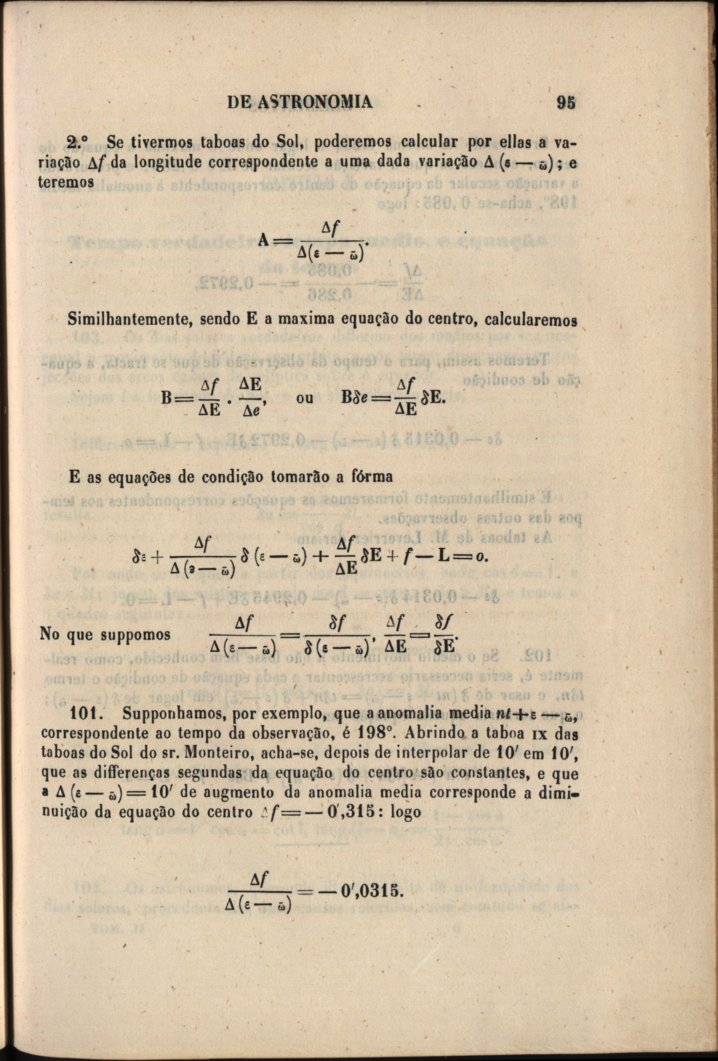 DE ASTRONOMIA 95
2.º Se tivermos taboas do Sol, poderemos calcular por ellas a va-
riação Δf da longitude correspondente a uma dada variação Δ (ε — ω̃); e
teremos
A = Δf / Δ(ε — ω̃).
Similhantemente, sendo E a maxima equação do centro, calcularemos
B = Δf/ΔE . ΔE/Δe, ou Bδe = Δf/ΔE δE.
E as equações de condição tomarão a fórma
δε + Δf / Δ(ε — ω̃) δ (ε — ω̃) + Δf/ΔE δE + f — L = o.
No que suppomos Δf / Δ(ε — ω̃) = δf / δ(ε — ω̃), Δf/ΔE = δf/δE.
101. Supponhamos, por exemplo, que a anomalia media nt + ε — ω̃,
correspondente ao tempo da observação, é 198º. Abrindo a taboa IX das
taboas do Sol do sr. Monteiro, acha-se, depois de interpolar de 10′ em 10′,
que as differenças segundas da equação do centro são constantes, e que
a Δ (ε — ω̃) = 10′ de augmento da anomalia media corresponde a dimi-
nuição da equação do centro Δf = — 0′,315: logo
Δf / Δ(ε — ω̃) = — 0′,0315.